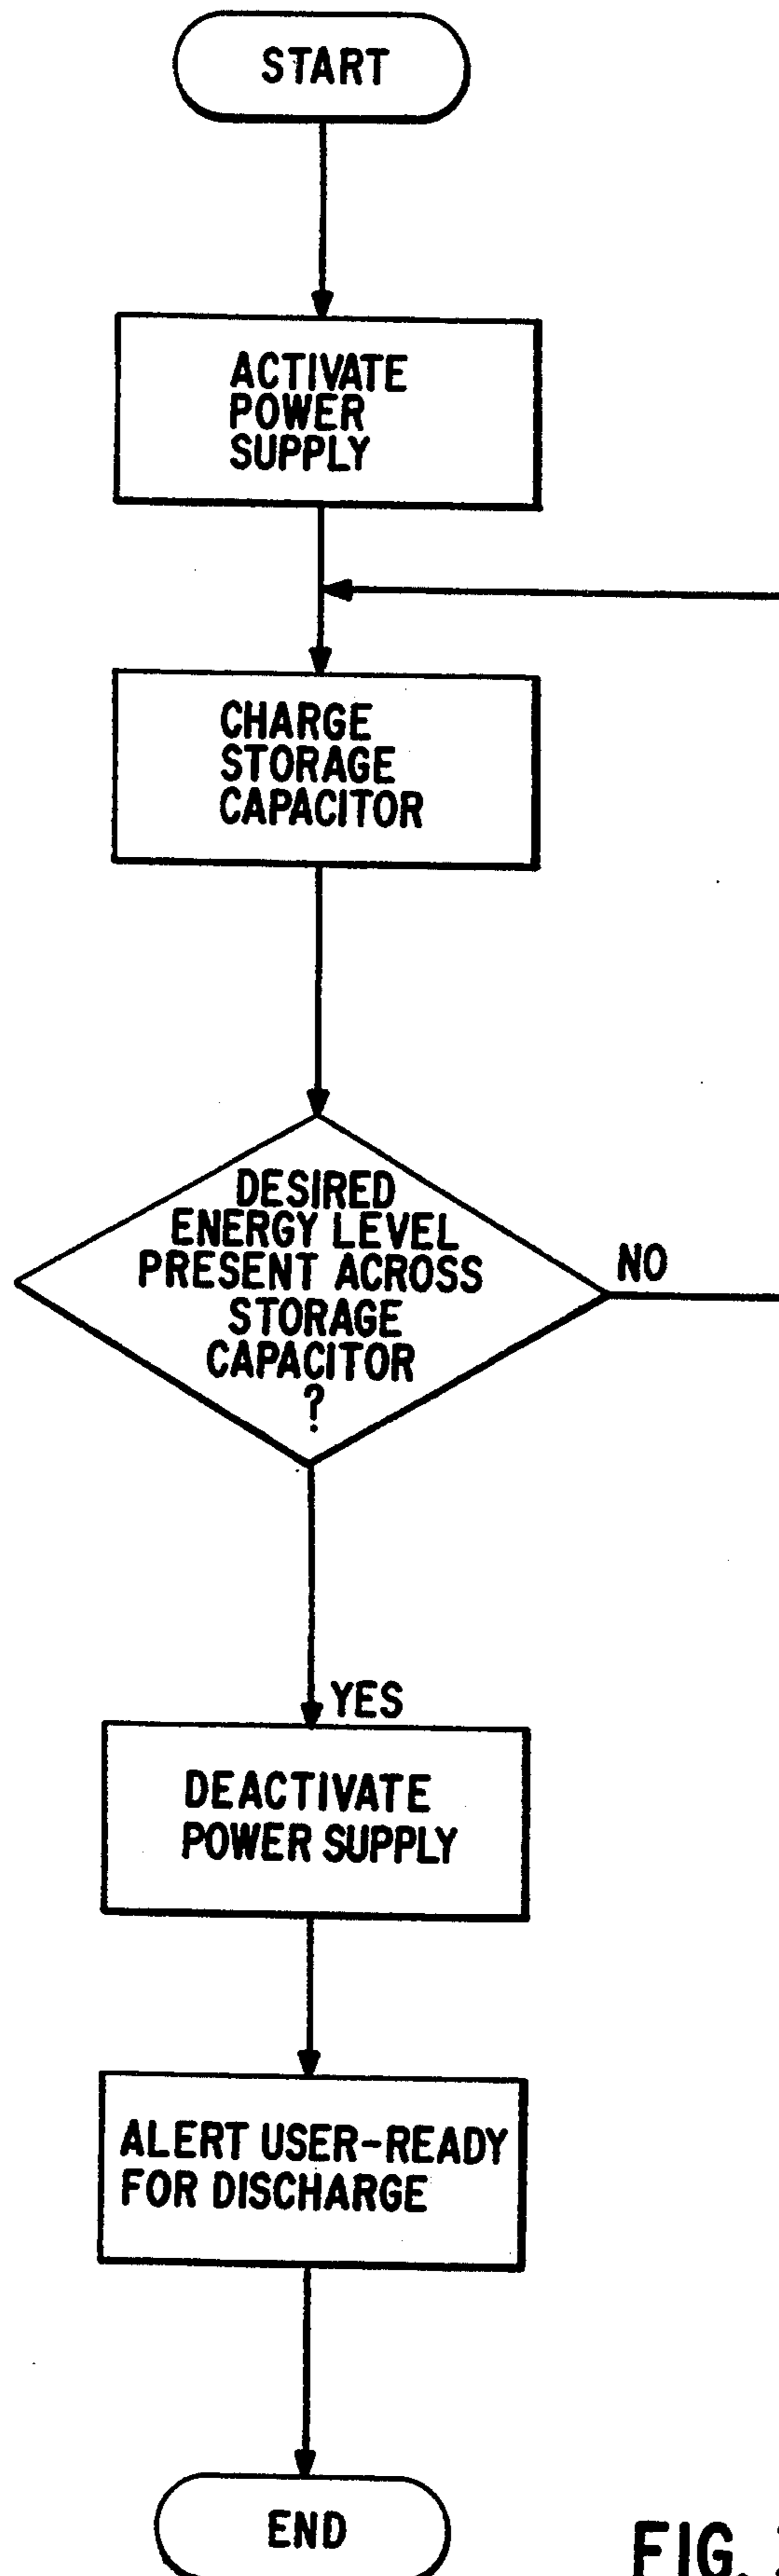 START
ACTIVATE
POWER
SUPPLY
CHARGE
STORAGE
CAPACITOR
DESIRED
ENERGY LEVEL
PRESENT ACROSS
STORAGE
CAPACITOR
?
NO
YES
DEACTIVATE
POWER SUPPLY
ALERT USER-READY
FOR DISCHARGE
END
FIG.